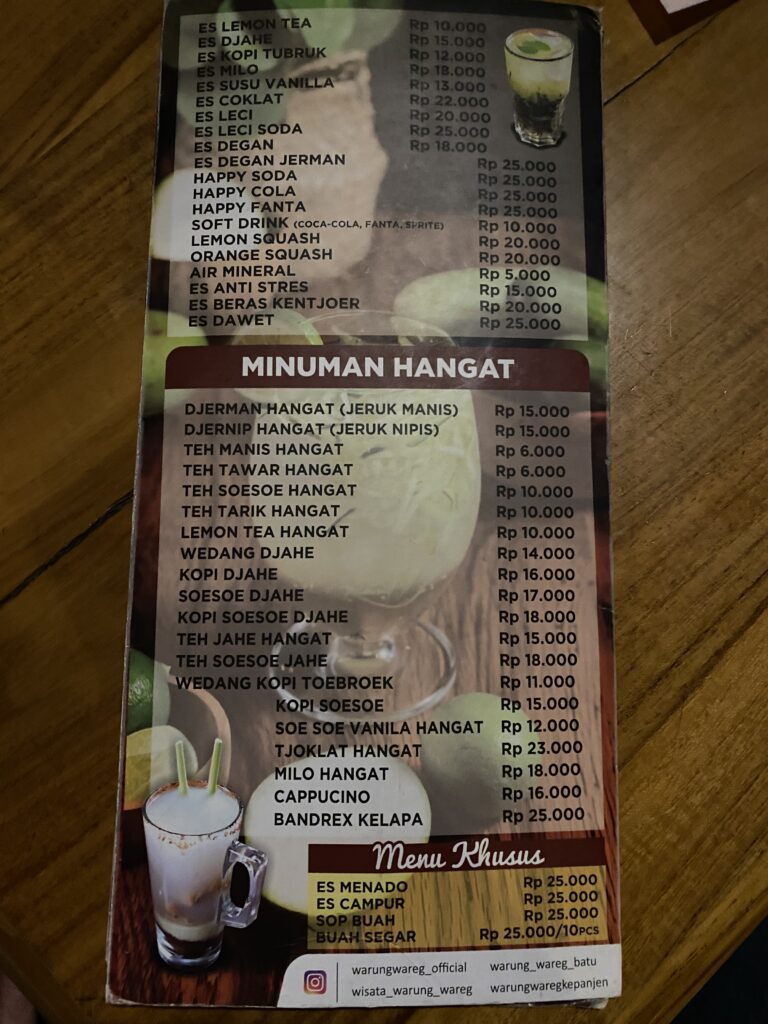 ES LEMON TEA Rp 10.000
ES DJAHE Rp 15.000
ES KOPI TUBRUK Rp 12.000
ES MILO Rp 18.000
ES SUSU VANILLA Rp 13.000
ES COKLAT Rp 22.000
ES LECI Rp 20.000
ES LECI SODA Rp 25.000
ES DEGAN Rp 18.000
ES DEGAN JERMAN Rp 25.000
HAPPY SODA Rp 25.000
HAPPY COLA Rp 25.000
HAPPY FANTA Rp 25.000
SOFT DRINK (COCA-COLA, FANTA, SPRITE) Rp 10.000
LEMON SQUASH Rp 20.000
ORANGE SQUASH Rp 20.000
AIR MINERAL Rp 5.000
ES ANTI STRES Rp 15.000
ES BERAS KENTJOER Rp 20.000
ES DAWET Rp 25.000
MINUMAN HANGAT
DJERMAN HANGAT (JERUK MANIS) Rp 15.000
DJERNIP HANGAT (JERUK NIPIS) Rp 15.000
TEH MANIS HANGAT Rp 6.000
TEH TAWAR HANGAT Rp 6.000
TEH SOESOE HANGAT Rp 10.000
TEH TARIK HANGAT Rp 10.000
LEMON TEA HANGAT Rp 10.000
WEDANG DJAHE Rp 14.000
KOPI DJAHE Rp 16.000
SOESOE DJAHE Rp 17.000
KOPI SOESOE DJAHE Rp 18.000
TEH JAHE HANGAT Rp 15.000
TEH SOESOE JAHE Rp 18.000
WEDANG KOPI TOEBROEK Rp 11.000
KOPI SOESOE Rp 15.000
SOE SOE VANILA HANGAT Rp 12.000
TJOKLAT HANGAT Rp 23.000
MILO HANGAT Rp 18.000
CAPPUCINO Rp 16.000
BANDREX KELAPA Rp 25.000
Menu Khusus
ES MENADO Rp 25.000
ES CAMPUR Rp 25.000
SOP BUAH Rp 25.000
BUAH SEGAR Rp 25.000/10PCS
warungwareg_official warung_wareg_batu
wisata_warung_wareg warungwaregkepanjen